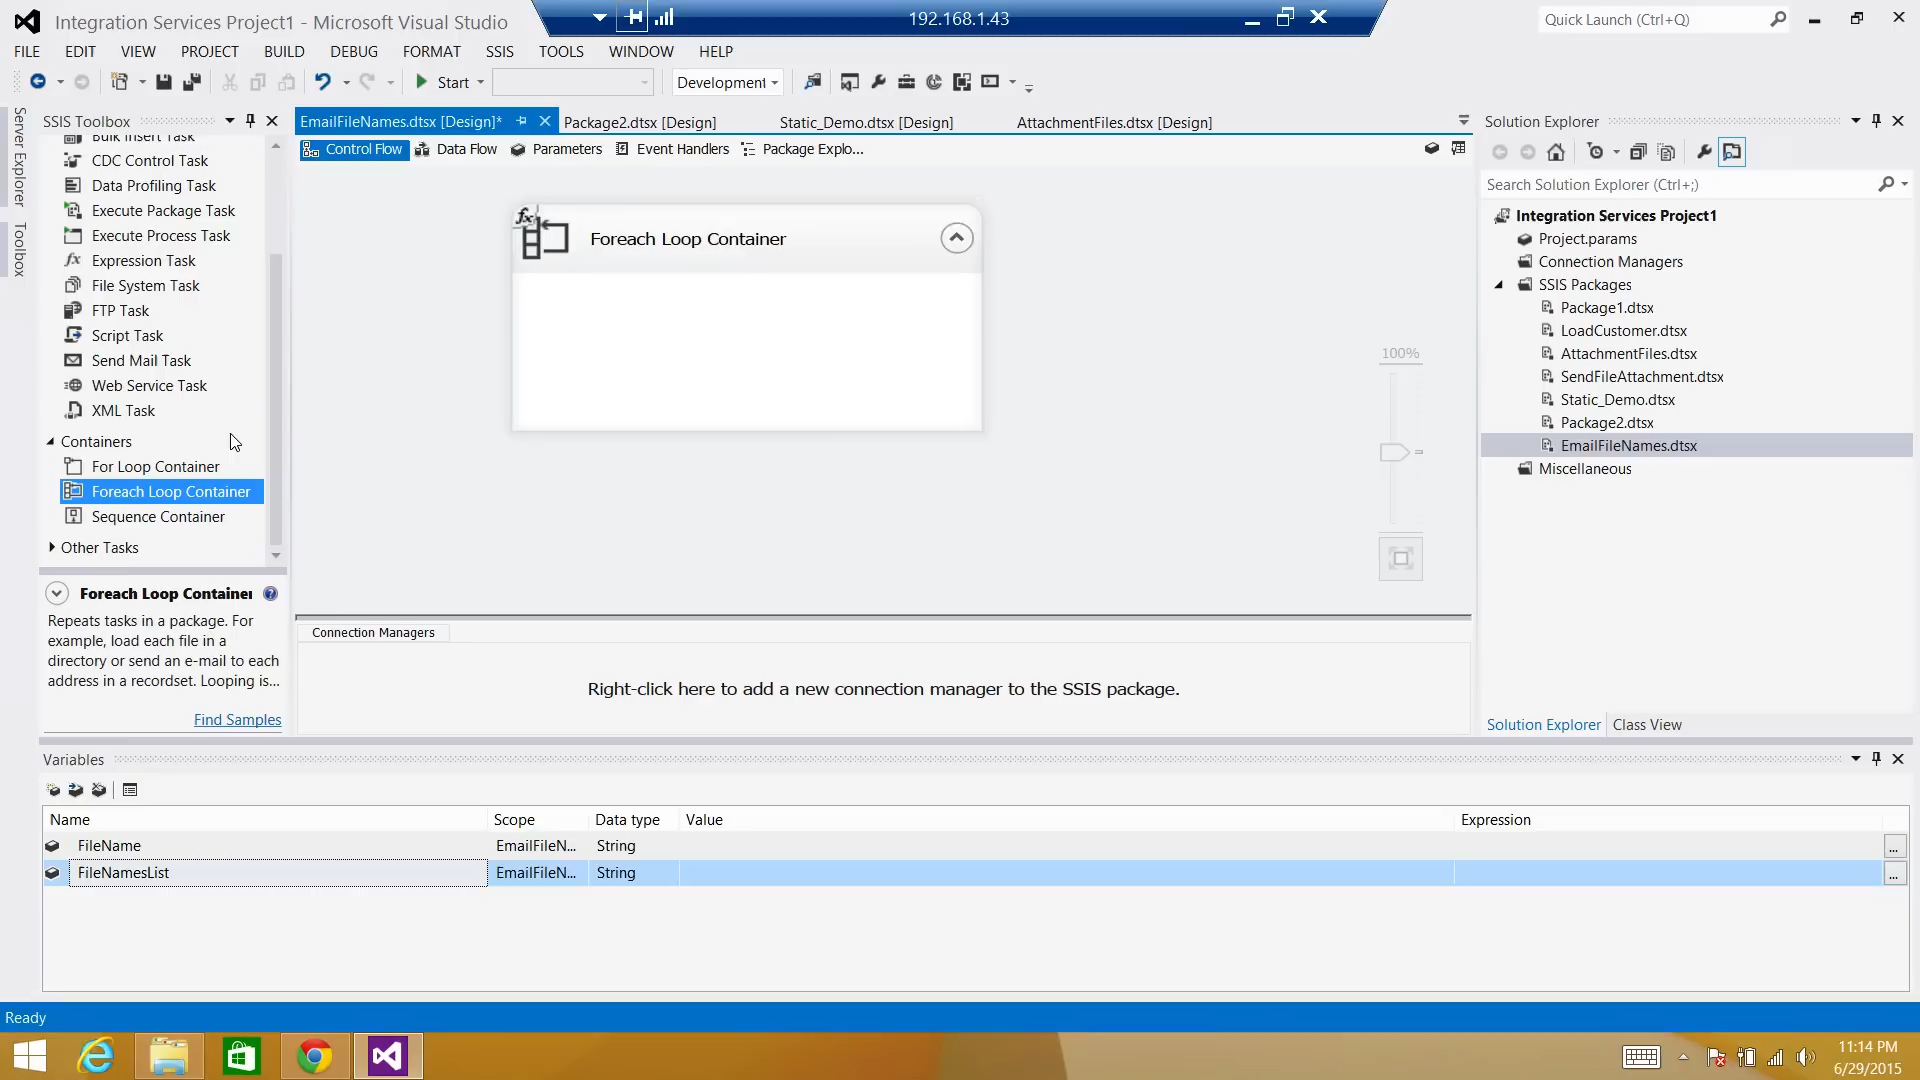 Integration Services Project1 - Microsoft Visual Studio
192.168.1.43
Quick Launch (Ctrl+Q)
FILE EDIT VIEW PROJECT BUILD DEBUG FORMAT SSIS TOOLS WINDOW HELP
Start
Development
Server Explorer
Toolbox
SSIS Toolbox
Bulk Insert Task
CDC Control Task
Data Profiling Task
Execute Package Task
Execute Process Task
Expression Task
File System Task
FTP Task
Script Task
Send Mail Task
Web Service Task
XML Task
Containers
For Loop Container
Foreach Loop Container
Sequence Container
Other Tasks
Foreach Loop Container
Repeats tasks in a package. For
example, load each file in a
directory or send an e-mail to each
address in a recordset. Looping is...
Find Samples
EmailFileNames.dtsx [Design]* Package2.dtsx [Design] Static_Demo.dtsx [Design] AttachmentFiles.dtsx [Design]
Control Flow Data Flow Parameters Event Handlers Package Explo...
fx
Foreach Loop Container
100%
Connection Managers
Right-click here to add a new connection manager to the SSIS package.
Solution Explorer
Search Solution Explorer (Ctrl+;)
Integration Services Project1
Project.params
Connection Managers
SSIS Packages
Package1.dtsx
LoadCustomer.dtsx
AttachmentFiles.dtsx
SendFileAttachment.dtsx
Static_Demo.dtsx
Package2.dtsx
EmailFileNames.dtsx
Miscellaneous
Solution Explorer Class View
Variables
Name Scope Data type Value Expression
FileName EmailFileN... String ...
FileNamesList EmailFileN... String ...
Ready
11:14 PM
6/29/2015